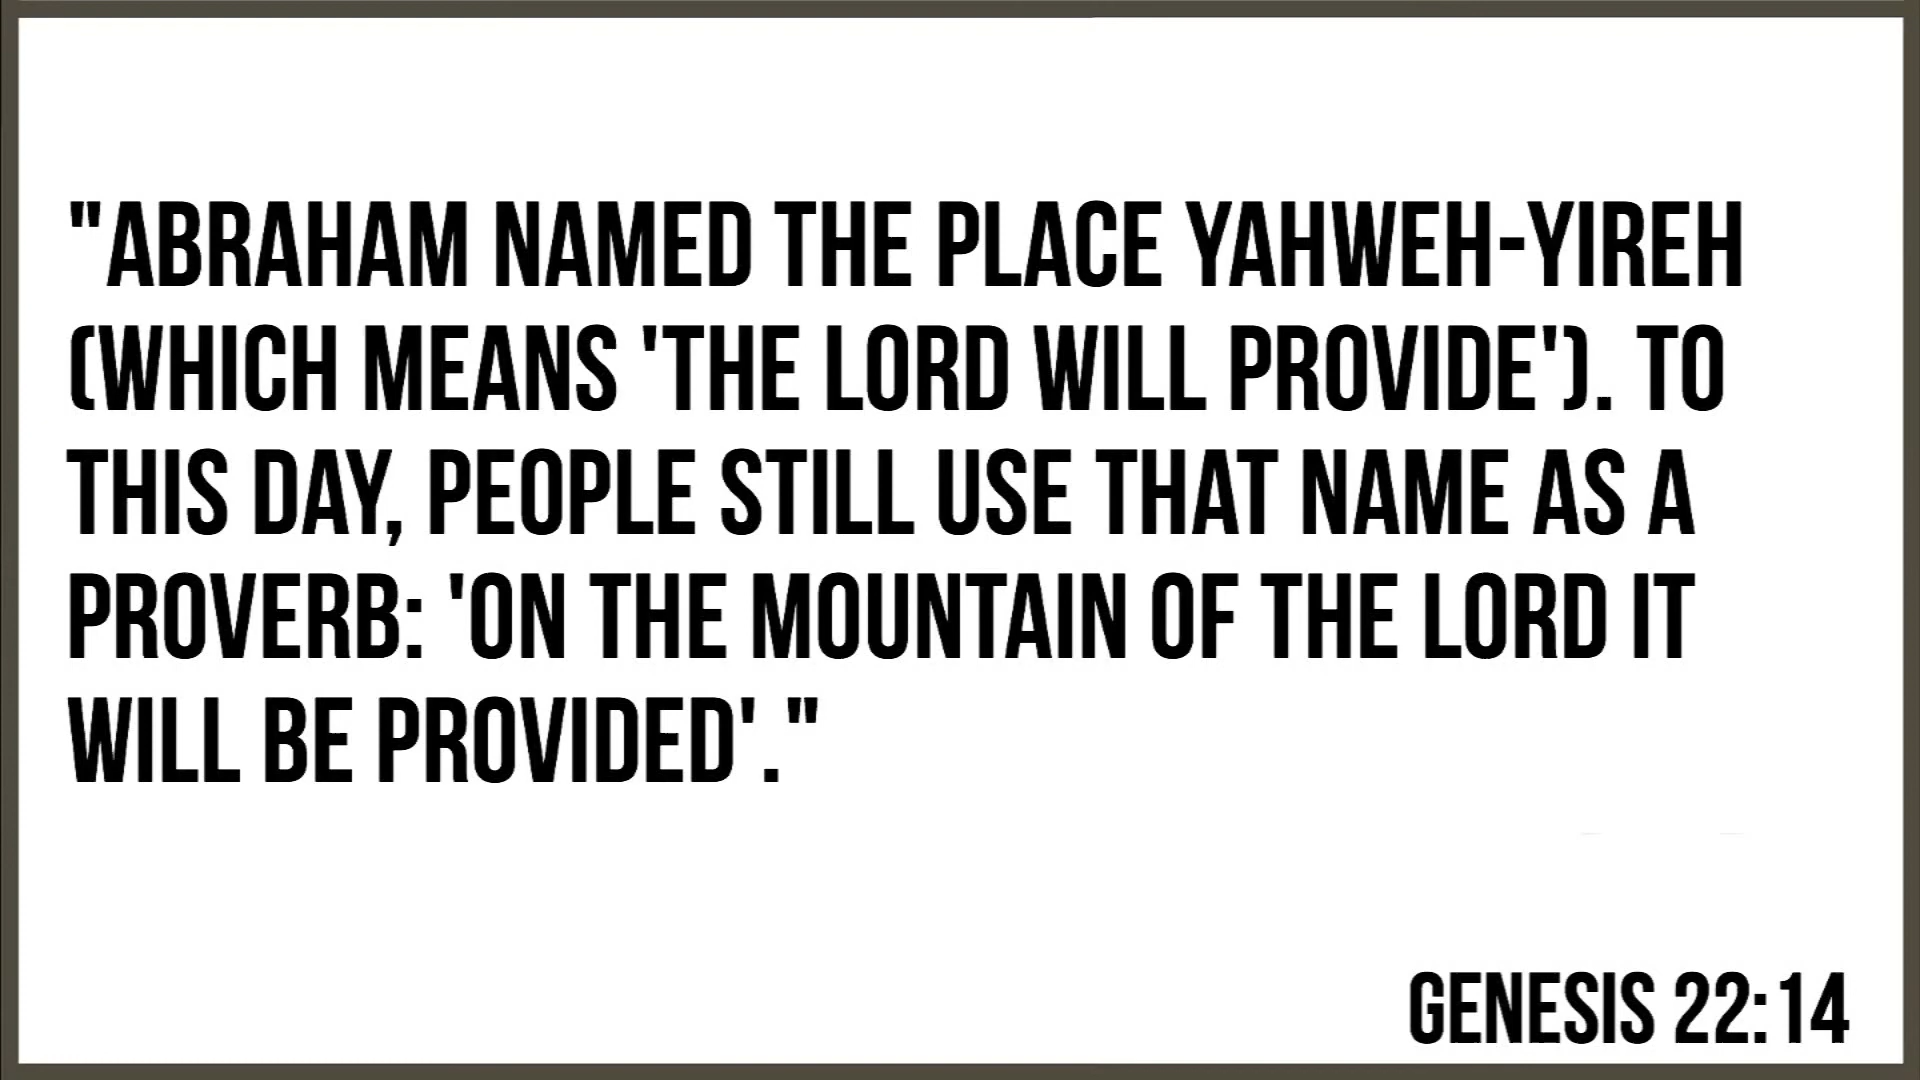 "ABRAHAM NAMED THE PLACE YAHWEH-YIREH
(WHICH MEANS 'THE LORD WILL PROVIDE'). TO
THIS DAY, PEOPLE STILL USE THAT NAME AS A
PROVERB: 'ON THE MOUNTAIN OF THE LORD IT
WILL BE PROVIDED'."
GENESIS 22:14